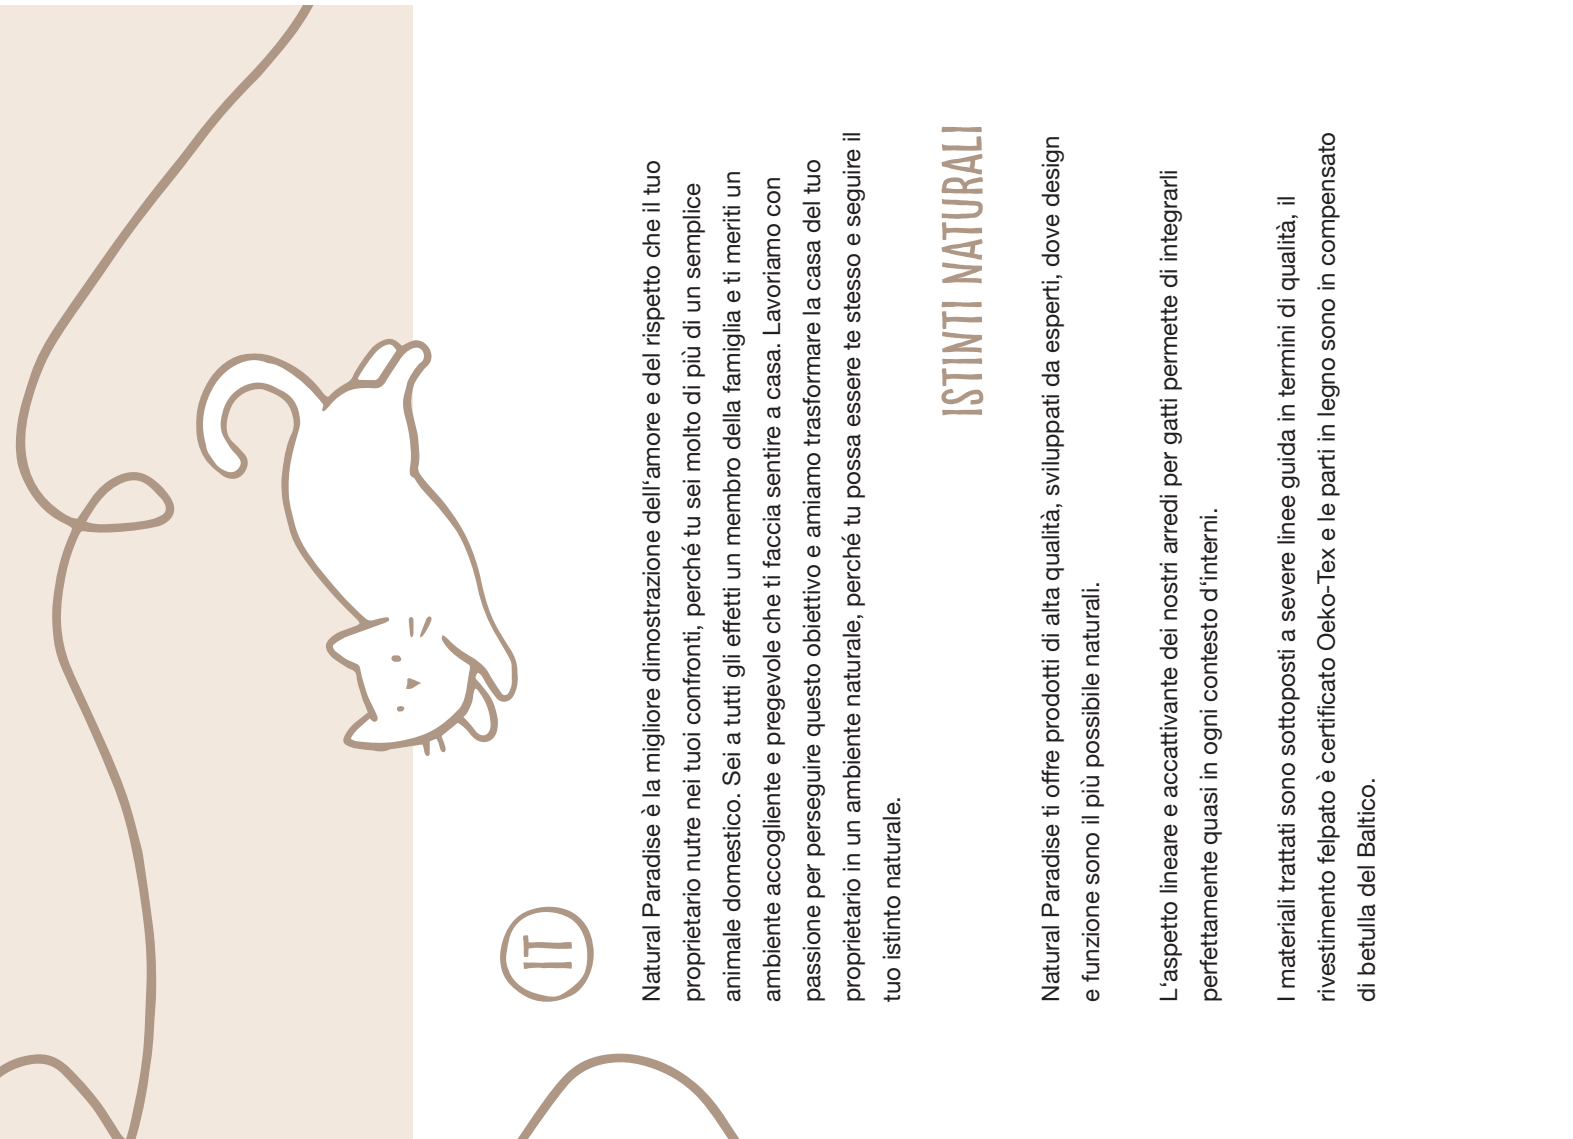 IT
Natural Paradise è la migliore dimostrazione dell‘amore e del rispetto che il tuo
proprietario nutre nei tuoi confronti, perché tu sei molto di più di un semplice
animale domestico. Sei a tutti gli effetti un membro della famiglia e ti meriti un
ambiente accogliente e pregevole che ti faccia sentire a casa. Lavoriamo con
passione per perseguire questo obiettivo e amiamo trasformare la casa del tuo
proprietario in un ambiente naturale, perché tu possa essere te stesso e seguire il
tuo istinto naturale.
ISTINTI NATURALI
Natural Paradise ti offre prodotti di alta qualità, sviluppati da esperti, dove design
e funzione sono il più possibile naturali.
L‘aspetto lineare e accattivante dei nostri arredi per gatti permette di integrarli
perfettamente quasi in ogni contesto d‘interni.
I materiali trattati sono sottoposti a severe linee guida in termini di qualità, il
rivestimento felpato è certificato Oeko-Tex e le parti in legno sono in compensato
di betulla del Baltico.